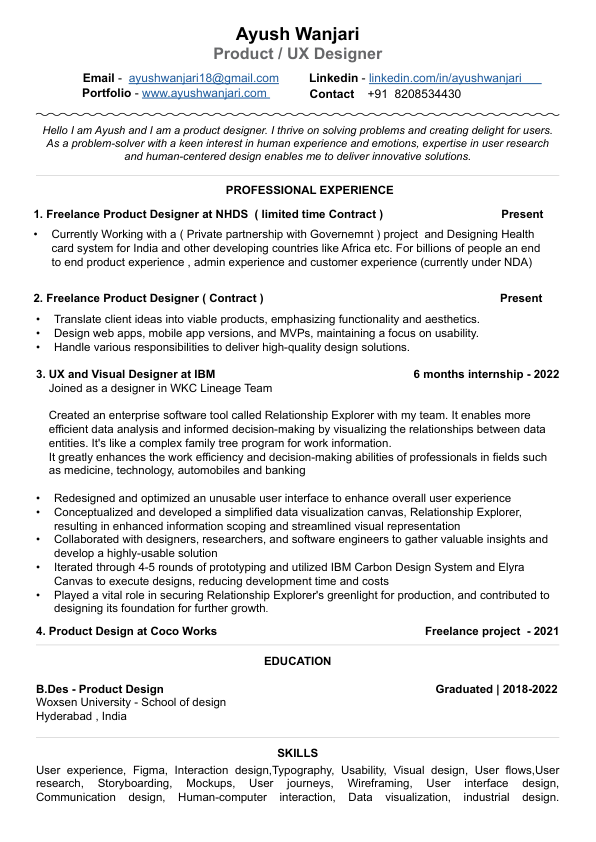 Ayush Wanjari
Product / UX Designer
Email - ayushwanjari18@gmail.com Linkedin - linkedin.com/in/ayushwanjari
Portfolio - www.ayushwanjari.com Contact +91 8208534430
Hello I am Ayush and I am a product designer. I thrive on solving problems and creating delight for users.
As a problem-solver with a keen interest in human experience and emotions, expertise in user research
and human-centered design enables me to deliver innovative solutions.
PROFESSIONAL EXPERIENCE
1. Freelance Product Designer at NHDS ( limited time Contract ) Present
• Currently Working with a ( Private partnership with Governemnt ) project and Designing Health
card system for India and other developing countries like Africa etc. For billions of people an end
to end product experience , admin experience and customer experience (currently under NDA)
2. Freelance Product Designer ( Contract ) Present
• Translate client ideas into viable products, emphasizing functionality and aesthetics.
• Design web apps, mobile app versions, and MVPs, maintaining a focus on usability.
• Handle various responsibilities to deliver high-quality design solutions.
3. UX and Visual Designer at IBM 6 months internship - 2022
Joined as a designer in WKC Lineage Team
Created an enterprise software tool called Relationship Explorer with my team. It enables more
efficient data analysis and informed decision-making by visualizing the relationships between data
entities. It's like a complex family tree program for work information.
It greatly enhances the work efficiency and decision-making abilities of professionals in fields such
as medicine, technology, automobiles and banking
• Redesigned and optimized an unusable user interface to enhance overall user experience
• Conceptualized and developed a simplified data visualization canvas, Relationship Explorer,
resulting in enhanced information scoping and streamlined visual representation
• Collaborated with designers, researchers, and software engineers to gather valuable insights and
develop a highly-usable solution
• Iterated through 4-5 rounds of prototyping and utilized IBM Carbon Design System and Elyra
Canvas to execute designs, reducing development time and costs
• Played a vital role in securing Relationship Explorer's greenlight for production, and contributed to
designing its foundation for further growth.
4. Product Design at Coco Works Freelance project - 2021
EDUCATION
B.Des - Product Design Graduated | 2018-2022
Woxsen University - School of design
Hyderabad , India
SKILLS
User experience, Figma, Interaction design,Typography, Usability, Visual design, User flows,User
research, Storyboarding, Mockups, User journeys, Wireframing, User interface design,
Communication design, Human-computer interaction, Data visualization, industrial design.